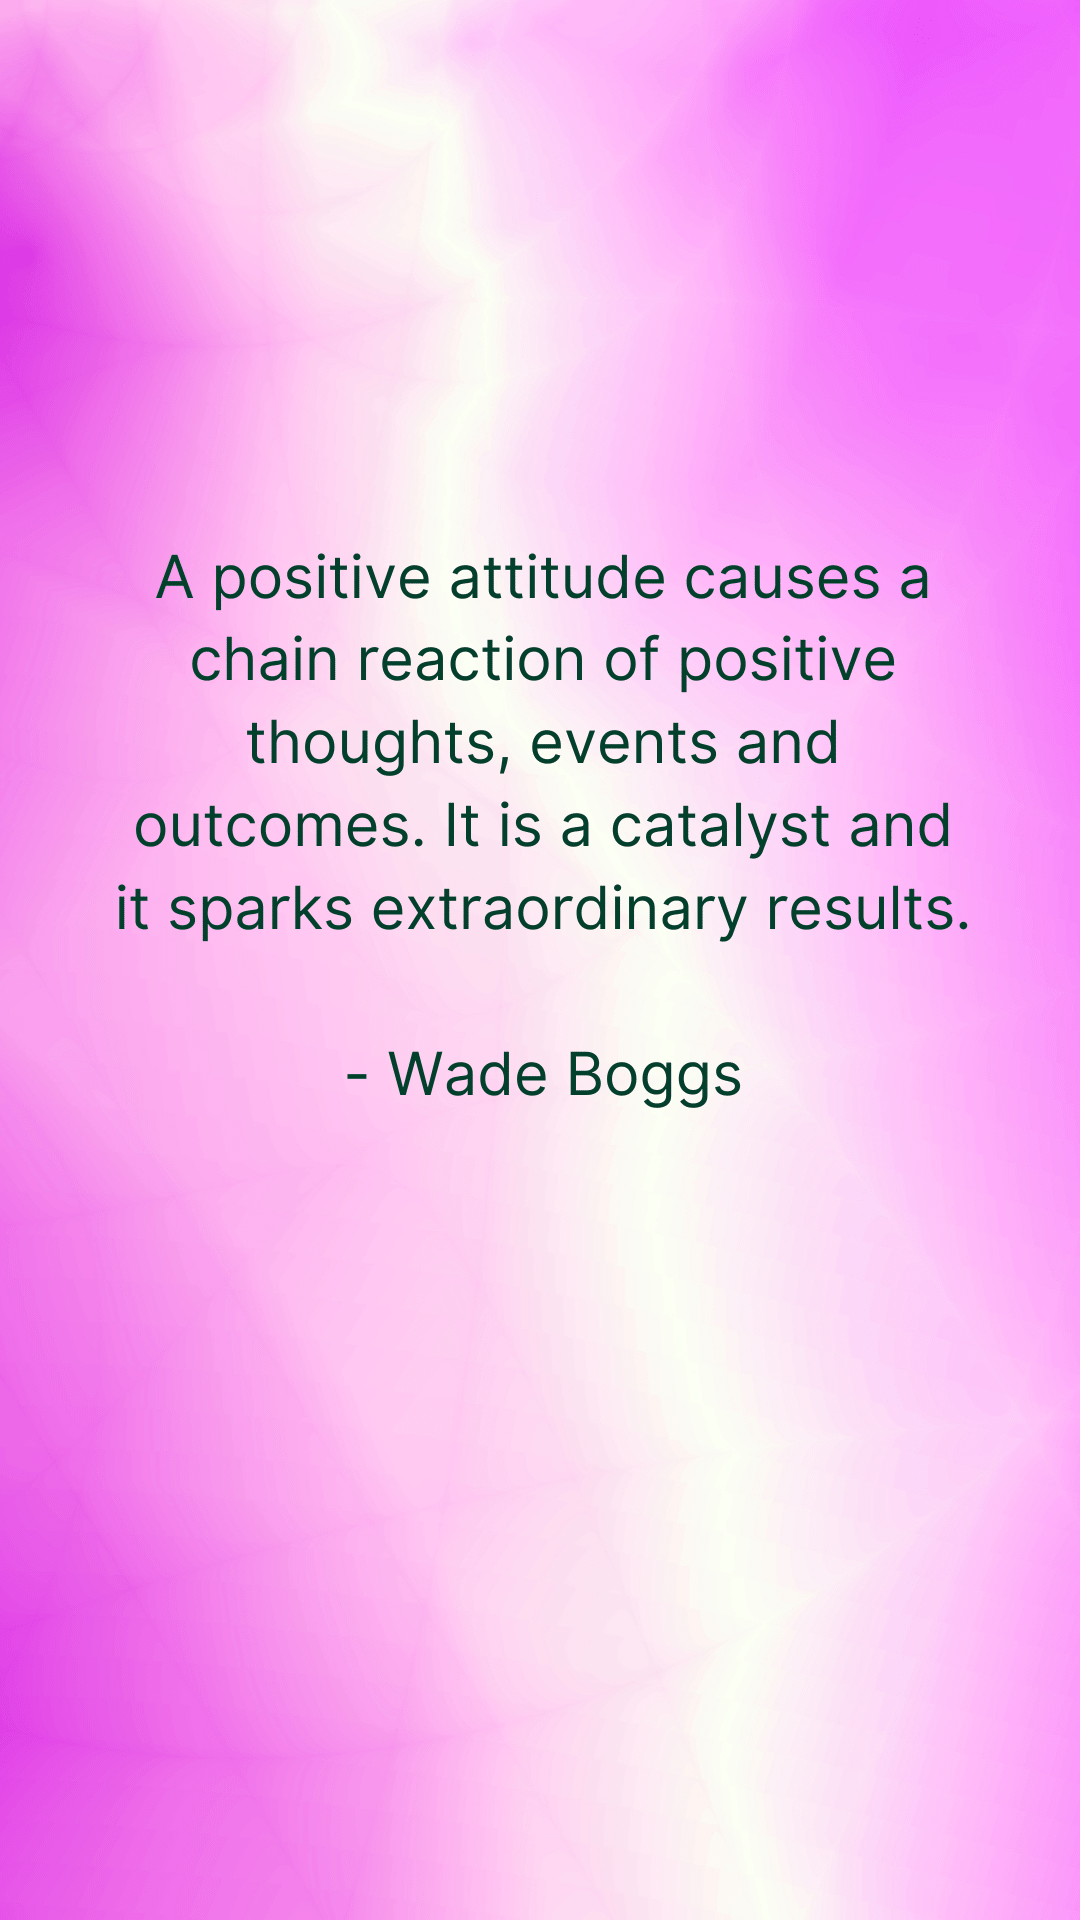 A positive attitude causes a
chain reaction of positive
thoughts, events and
outcomes. It is a catalyst and
it sparks extraordinary results.
- Wade Boggs